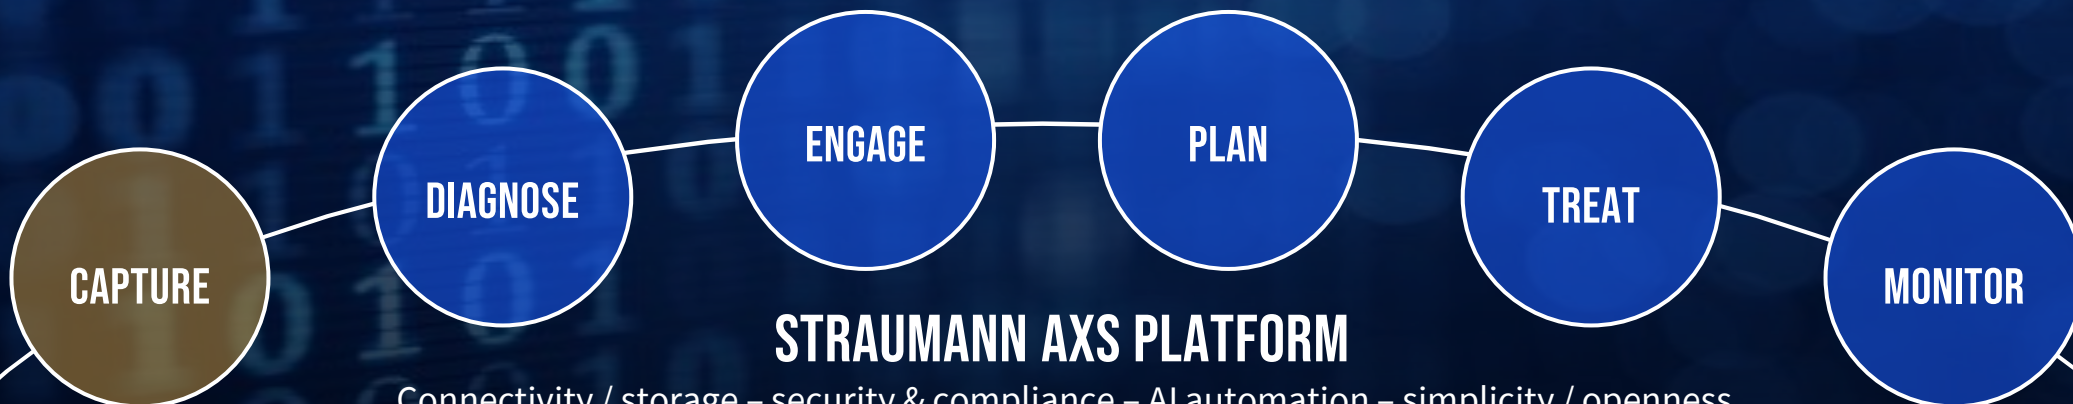 CAPTURE
DIAGNOSE
ENGAGE
PLAN
TREAT
MONITOR
STRAUMANN AXS PLATFORM
Connectivity / storage – security & compliance – AI automation – simplicity / openness